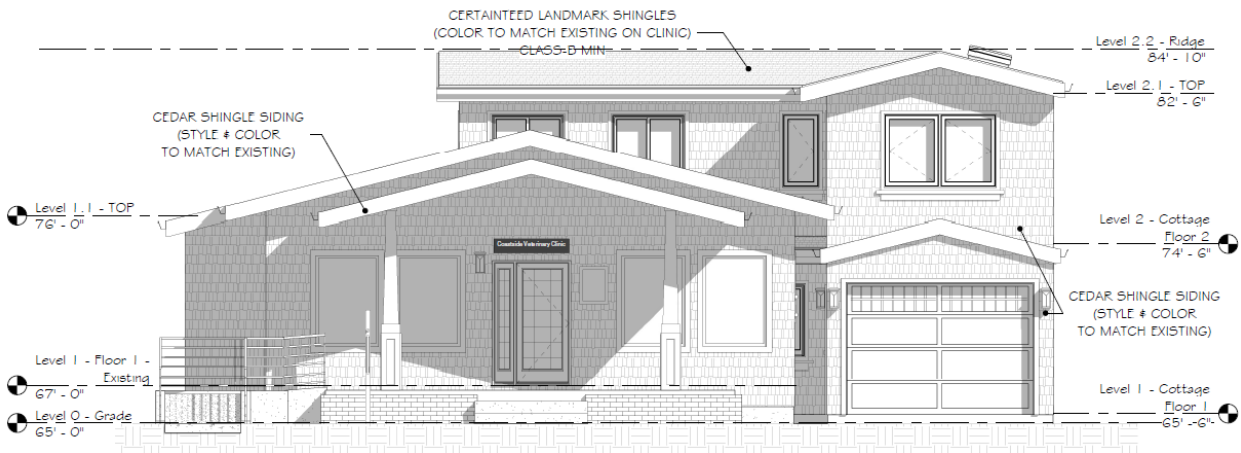 CERTAINTEED LANDMARK SHINGLES
(COLOR TO MATCH EXISTING ON CLINIC)
CLASS-D MIN
Level 2.2 - Ridge
84' - 10"
Level 2.1 - TOP
82' - 6"
CEDAR SHINGLE SIDING
(STYLE & COLOR
TO MATCH EXISTING)
Level 1.1 - TOP
76' - 0"
Level 2 - Cottage
Floor 2
74' - 6"
Coastside Veterinary Clinic
CEDAR SHINGLE SIDING
(STYLE & COLOR
TO MATCH EXISTING)
Level 1 - Floor 1 -
Existing
67' - 0"
Level 1 - Cottage
Floor 1
65' - 6"
Level 0 - Grade
65' - 0"